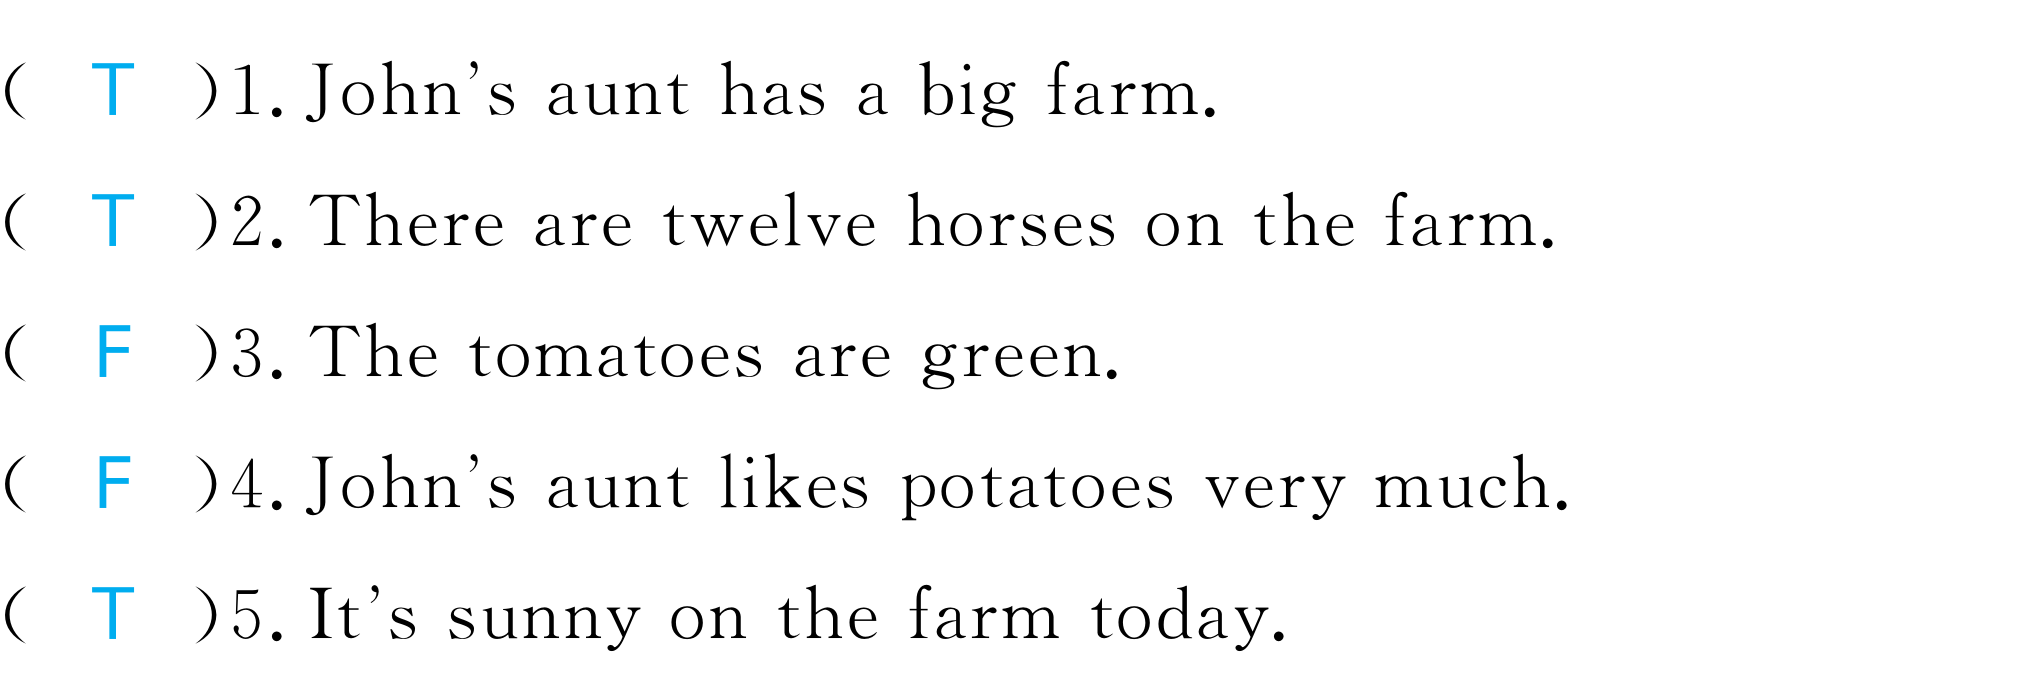 ( T )1. John’s aunt has a big farm.
( T )2. There are twelve horses on the farm.
( F )3. The tomatoes are green.
( F )4. John’s aunt likes potatoes very much.
( T )5. It’s sunny on the farm today.